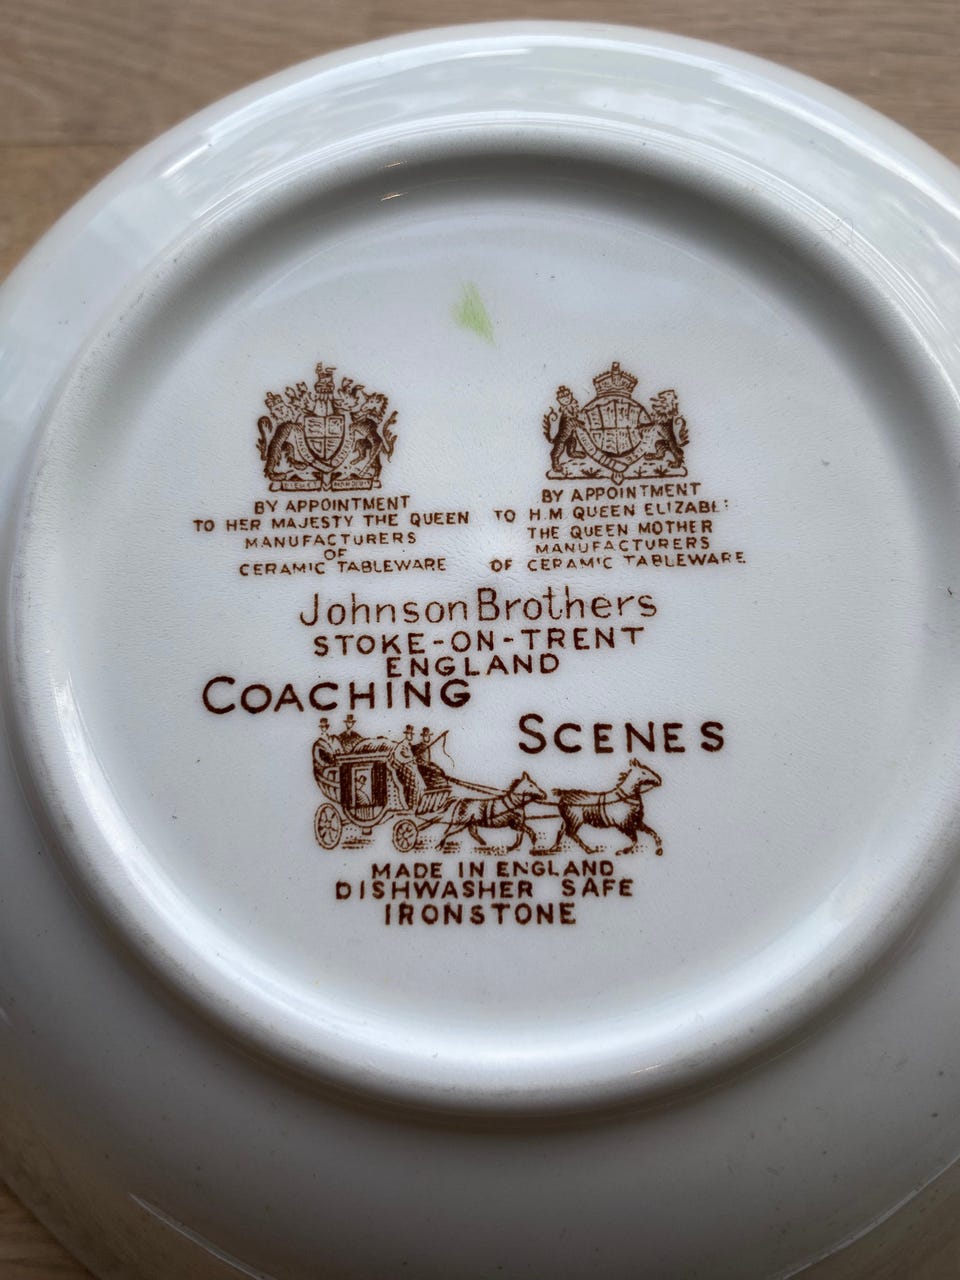 BY APPOINTMENT
TO HER MAJESTY THE QUEEN
MANUFACTURERS
OF
CERAMIC TABLEWARE
BY APPOINTMENT
TO H.M. QUEEN
THE QUEEN MOTHER
MANUFACTURERS
OF CERAMIC TABLEWARE
Johnson Brothers
STOKE-ON-TRENT
ENGLAND
COACHING
SCENES
MADE IN ENGLAND
DISHWASHER SAFE
IRONSTONE